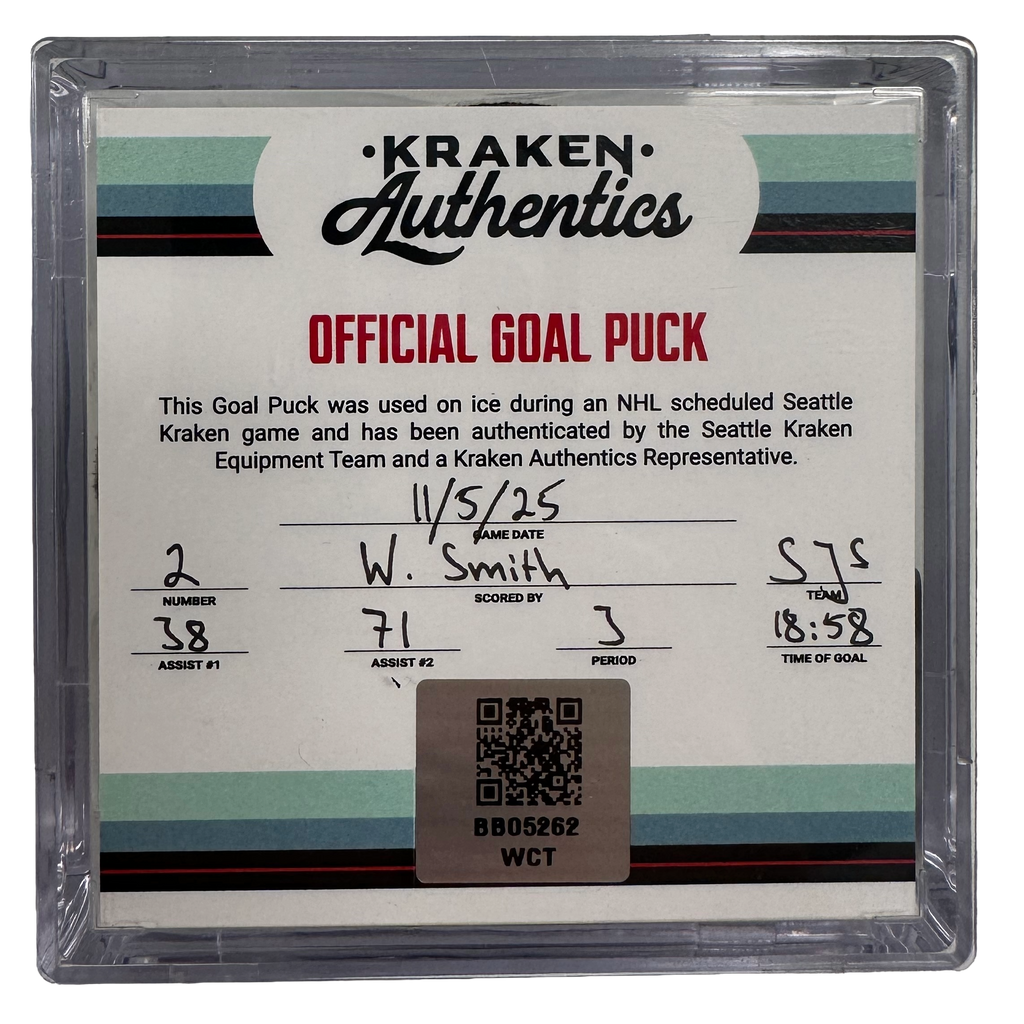 ·KRAKEN·
Authentics
OFFICIAL GOAL PUCK
This Goal Puck was used on ice during an NHL scheduled Seattle
Kraken game and has been authenticated by the Seattle Kraken
Equipment Team and a Kraken Authentics Representative.
11/5/25
GAME DATE
2 W. Smith SJS
NUMBER SCORED BY TEAM
38 71 3 18:58
ASSIST #1 ASSIST #2 PERIOD TIME OF GOAL
BB05262
WCT